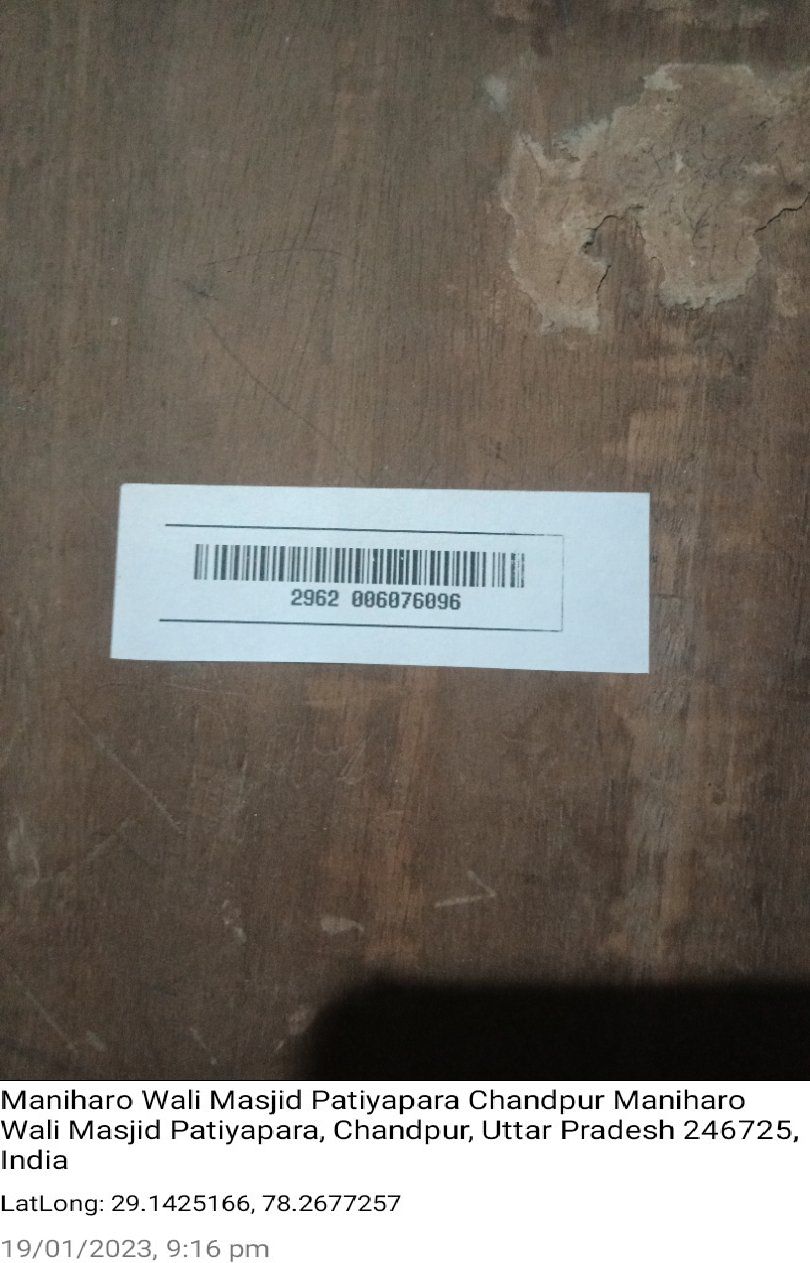 2962 006076096
Maniharo Wali Masjid Patiyapara Chandpur Maniharo
Wali Masjid Patiyapara, Chandpur, Uttar Pradesh 246725,
India
LatLong: 29.1425166, 78.2677257
19/01/2023, 9:16 pm